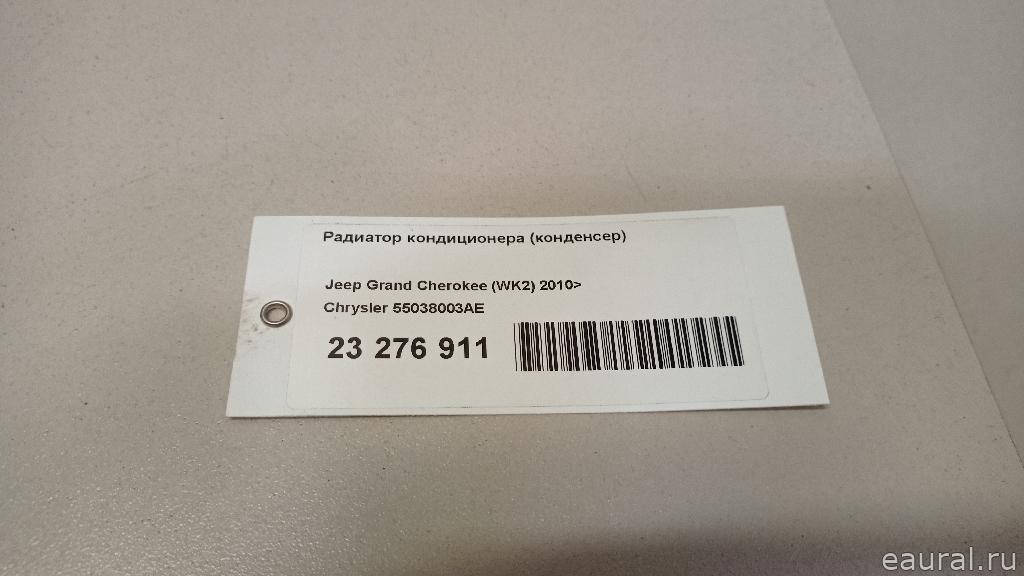 Радиатор кондиционера (конденсер)
Jeep Grand Cherokee (WK2) 2010>
Chrysler 55038003AE
23 276 911
eaural.ru